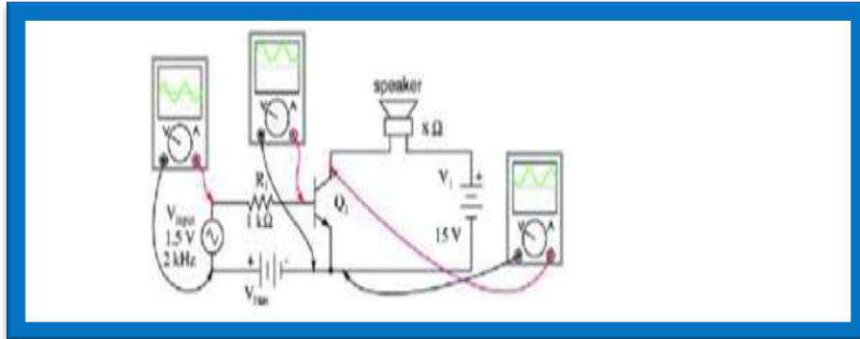 speaker
8 Ω
V A
V A
R₁
V₁
+
Q₁
V A
Vinput
1 kΩ
1.5 V
15 V
2 kHz
+ -
Vbias